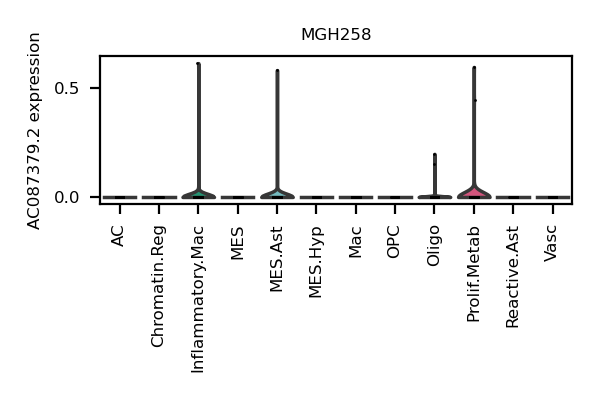 MGH258
AC087379.2 expression
0.5
0.0
AC
Chromatin.Reg
Inflammatory.Mac
MES
MES.Ast
MES.Hyp
Mac
OPC
Oligo
Prolif.Metab
Reactive.Ast
Vasc